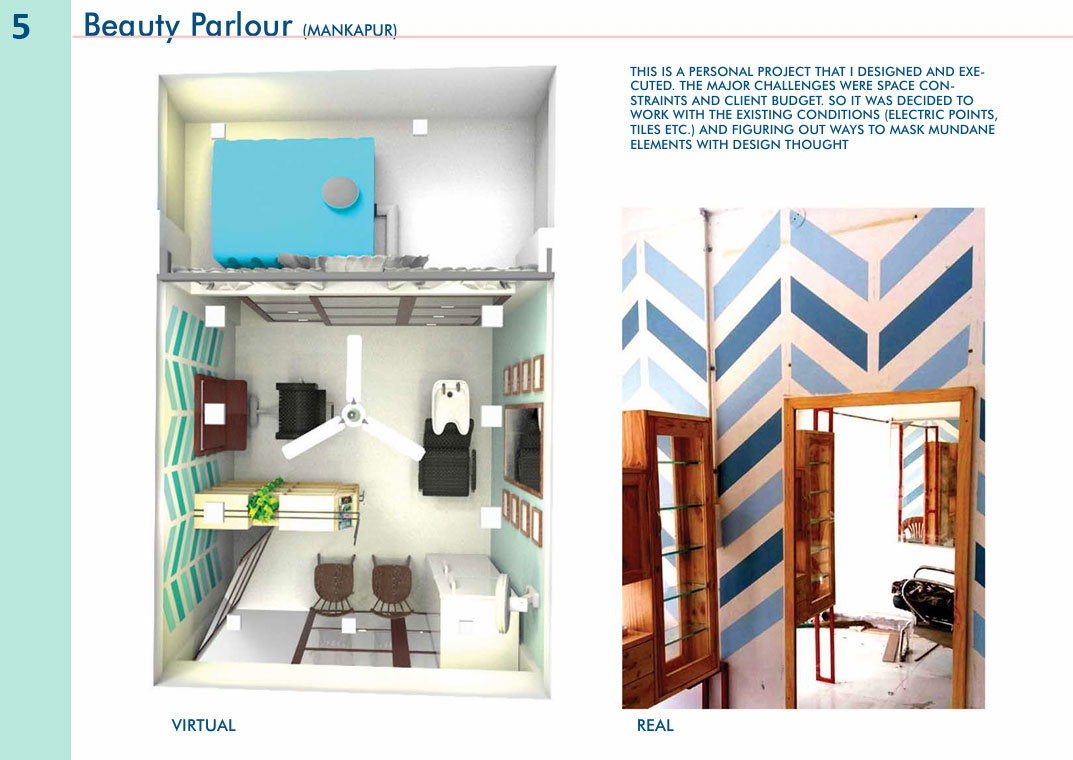 5
Beauty Parlour (MANKAPUR)
THIS IS A PERSONAL PROJECT THAT I DESIGNED AND EXE-
CUTED. THE MAJOR CHALLENGES WERE SPACE CON-
STRAINTS AND CLIENT BUDGET. SO IT WAS DECIDED TO
WORK WITH THE EXISTING CONDITIONS (ELECTRIC POINTS,
TILES ETC.) AND FIGURING OUT WAYS TO MASK MUNDANE
ELEMENTS WITH DESIGN THOUGHT
VIRTUAL
REAL